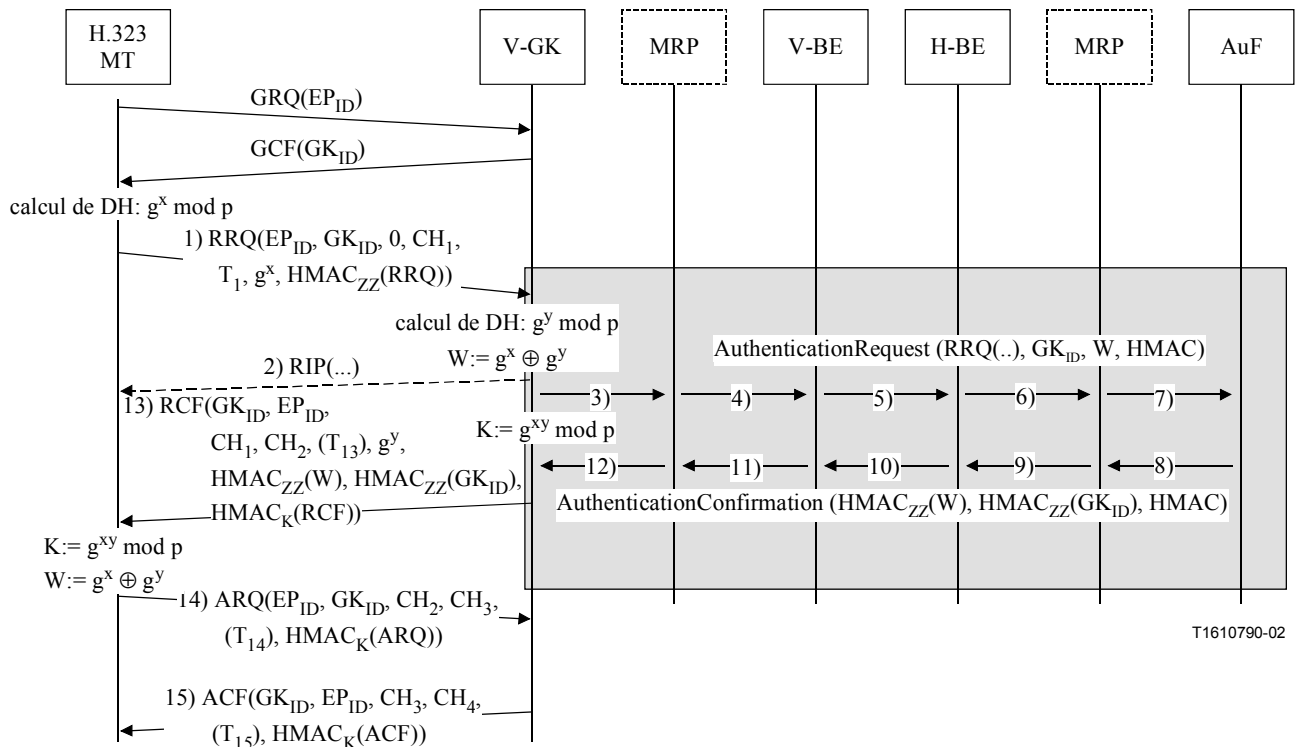 H.323
MT
V-GK
MRP
V-BE
H-BE
MRP
AuF
GRQ(EP_ID)
GCF(GK_ID)
calcul de DH: g^x mod p
1) RRQ(EP_ID, GK_ID, 0, CH_1,
T_1, g^x, HMAC_ZZ(RRQ))
calcul de DH: g^y mod p
W:= g^x ⊕ g^y
AuthenticationRequest (RRQ(..), GK_ID, W, HMAC)
2) RIP(...)
3)
4)
5)
6)
7)
13) RCF(GK_ID, EP_ID,
CH_1, CH_2, (T_13), g^y,
HMAC_ZZ(W), HMAC_ZZ(GK_ID),
HMAC_K(RCF))
K:= g^xy mod p
12)
11)
10)
9)
8)
AuthenticationConfirmation (HMAC_ZZ(W), HMAC_ZZ(GK_ID), HMAC)
K:= g^xy mod p
W:= g^x ⊕ g^y
14) ARQ(EP_ID, GK_ID, CH_2, CH_3,
(T_14), HMAC_K(ARQ))
T1610790-02
15) ACF(GK_ID, EP_ID, CH_3, CH_4,
(T_15), HMAC_K(ACF))